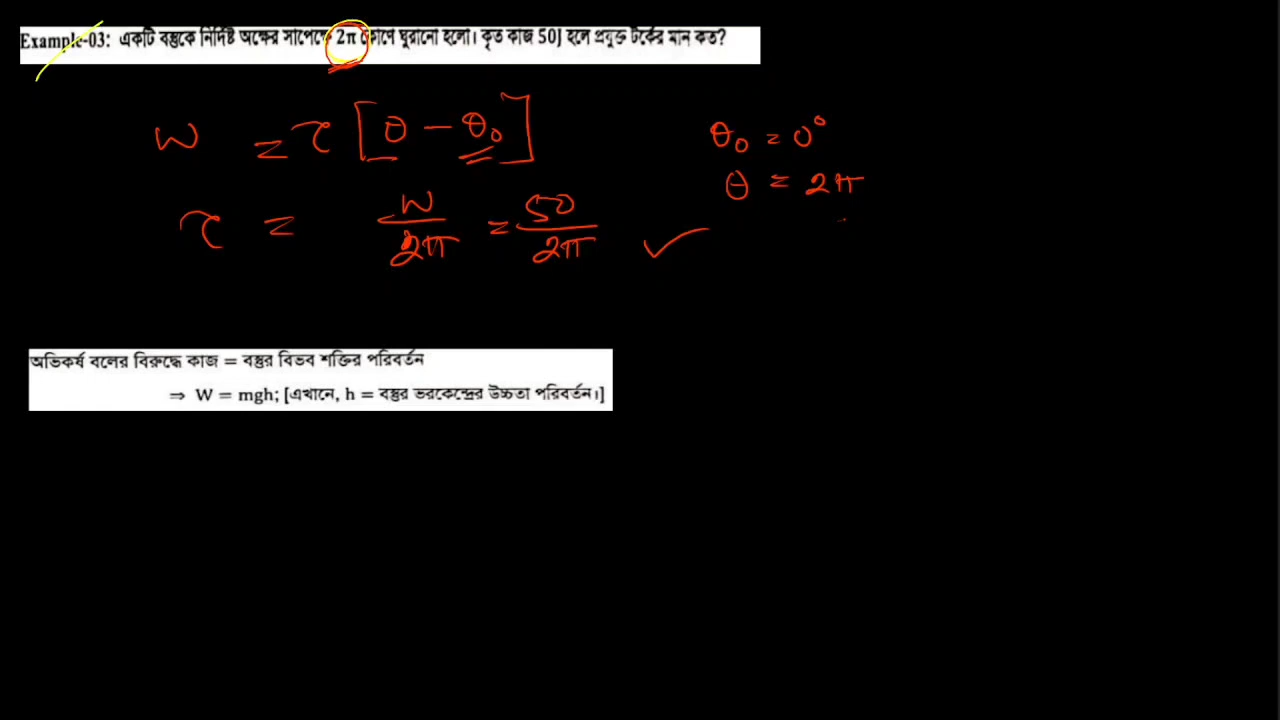 Example-03: একটি বস্তুকে নির্দিষ্ট অক্ষের সাপেক্ষে 2π কোণে ঘুরানো হলো। কৃত কাজ 50J হলে প্রযুক্ত টর্কের মান কত?
W = τ [θ − θ₀]
θ₀ = 0°
θ = 2π
τ = W/2π = 50/2π ✓
অভিকর্ষ বলের বিরুদ্ধে কাজ = বস্তুর বিভব শক্তির পরিবর্তন
⇒ W = mgh; [এখানে, h = বস্তুর ভরকেন্দ্রের উচ্চতা পরিবর্তন।]